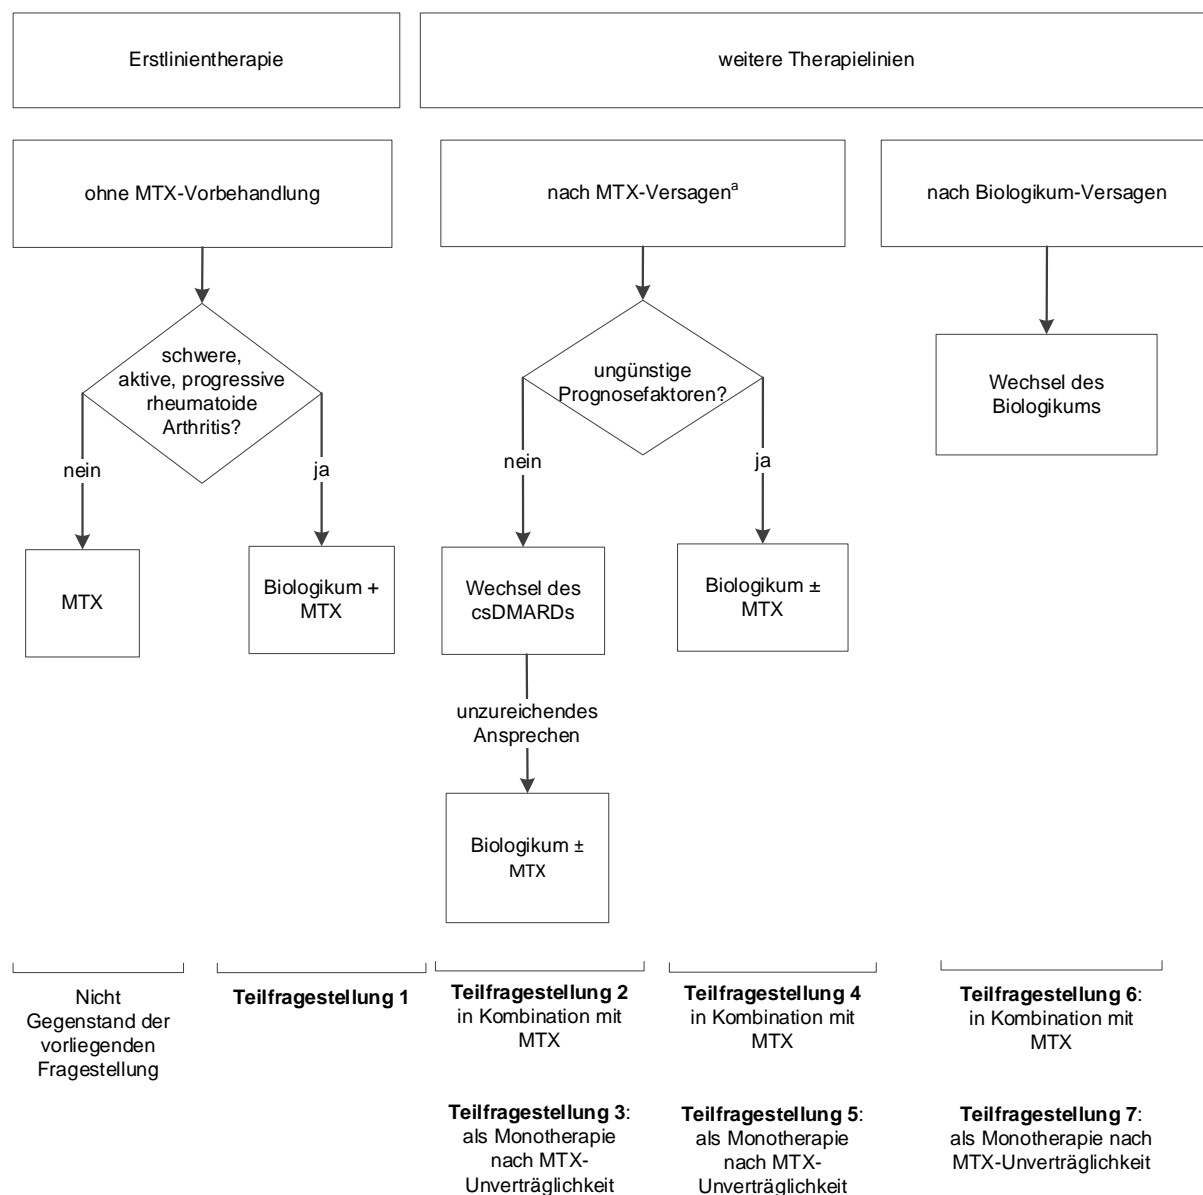 Erstlinientherapie
weitere Therapielinien
ohne MTX-Vorbehandlung
nach MTX-Versagenᵃ
nach Biologikum-Versagen
schwere,
aktive, progressive
rheumatoide
Arthritis?
nein
ja
MTX
Biologikum +
MTX
ungünstige
Prognosefaktoren?
nein
ja
Wechsel des
csDMARDs
Biologikum ±
MTX
unzureichendes
Ansprechen
Biologikum ±
MTX
Wechsel des
Biologikums
Nicht
Gegenstand der
vorliegenden
Fragestellung
Teilfragestellung 1
Teilfragestellung 2
in Kombination mit
MTX
Teilfragestellung 3:
als Monotherapie
nach MTX-
Unverträglichkeit
Teilfragestellung 4
in Kombination mit
MTX
Teilfragestellung 5:
als Monotherapie
nach MTX-
Unverträglichkeit
Teilfragestellung 6:
in Kombination mit
MTX
Teilfragestellung 7:
als Monotherapie nach
MTX-Unverträglichkeit